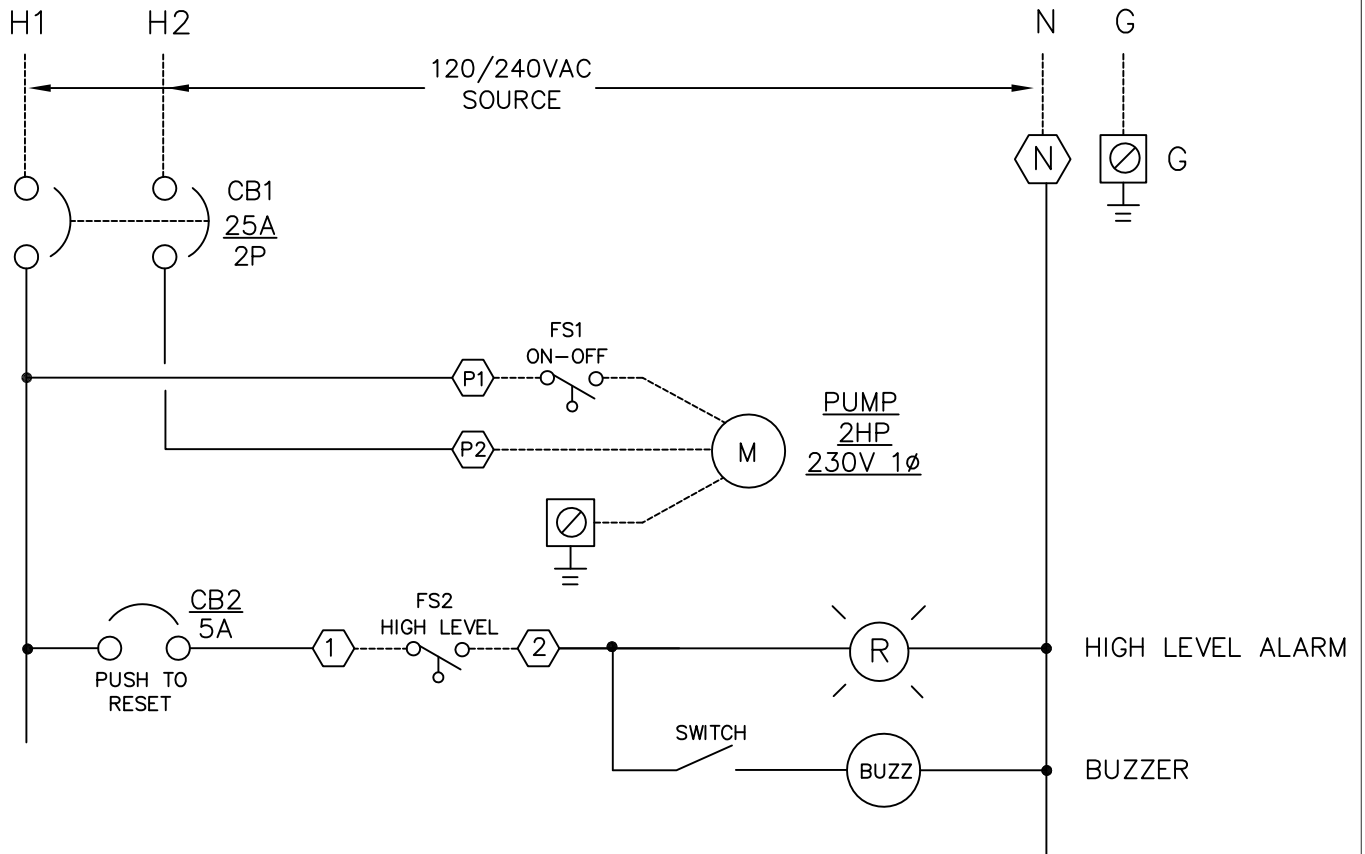 H1
H2
N
G
120/240VAC
SOURCE
N
G
CB1
25A
2P
FS1
ON-OFF
P1
P2
M
PUMP
2HP
230V 1ø
CB2
5A
PUSH TO
RESET
1
FS2
HIGH LEVEL
2
R
HIGH LEVEL ALARM
SWITCH
BUZZ
BUZZER